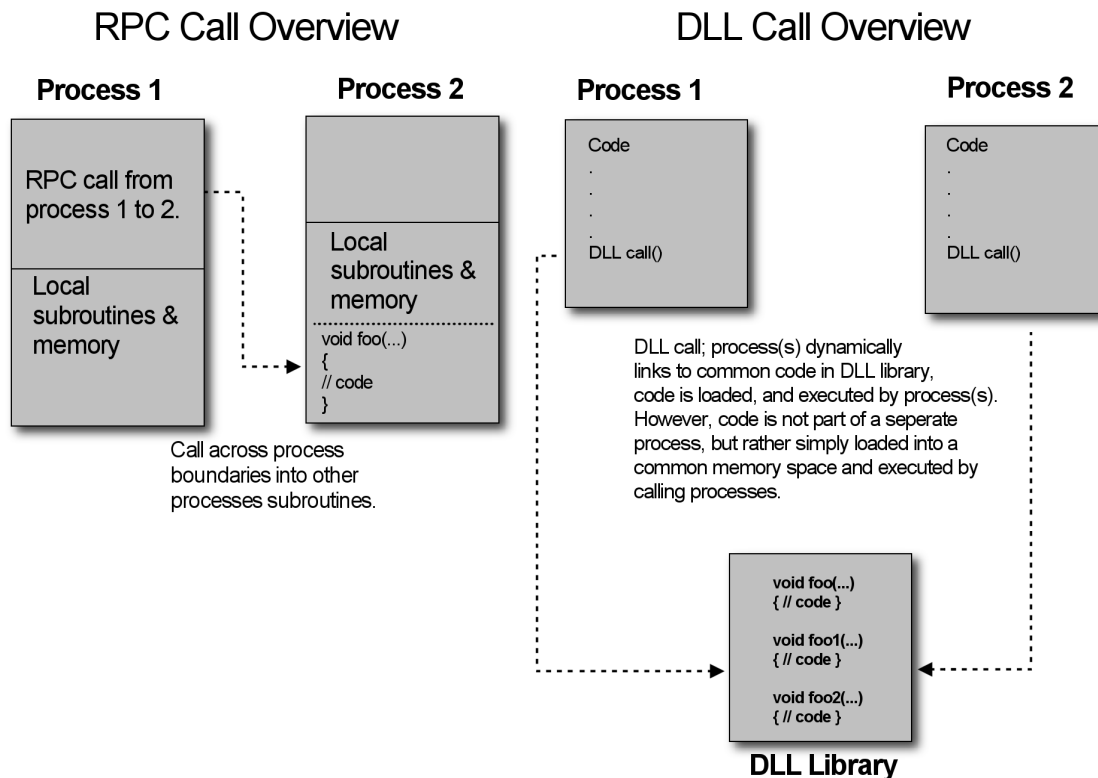 RPC Call Overview
Process 1
RPC call from
process 1 to 2.
Local
subroutines &
memory
Process 2
Local
subroutines &
memory
void foo(...)
{
// code
}
Call across process
boundaries into other
processes subroutines.
DLL Call Overview
Process 1
Code
.
.
.
.
DLL call()
Process 2
Code
.
.
.
.
DLL call()
DLL call; process(s) dynamically
links to common code in DLL library,
code is loaded, and executed by process(s).
However, code is not part of a seperate
process, but rather simply loaded into a
common memory space and executed by
calling processes.
void foo(...)
{ // code }
void foo1(...)
{ // code }
void foo2(...)
{ // code }
DLL Library